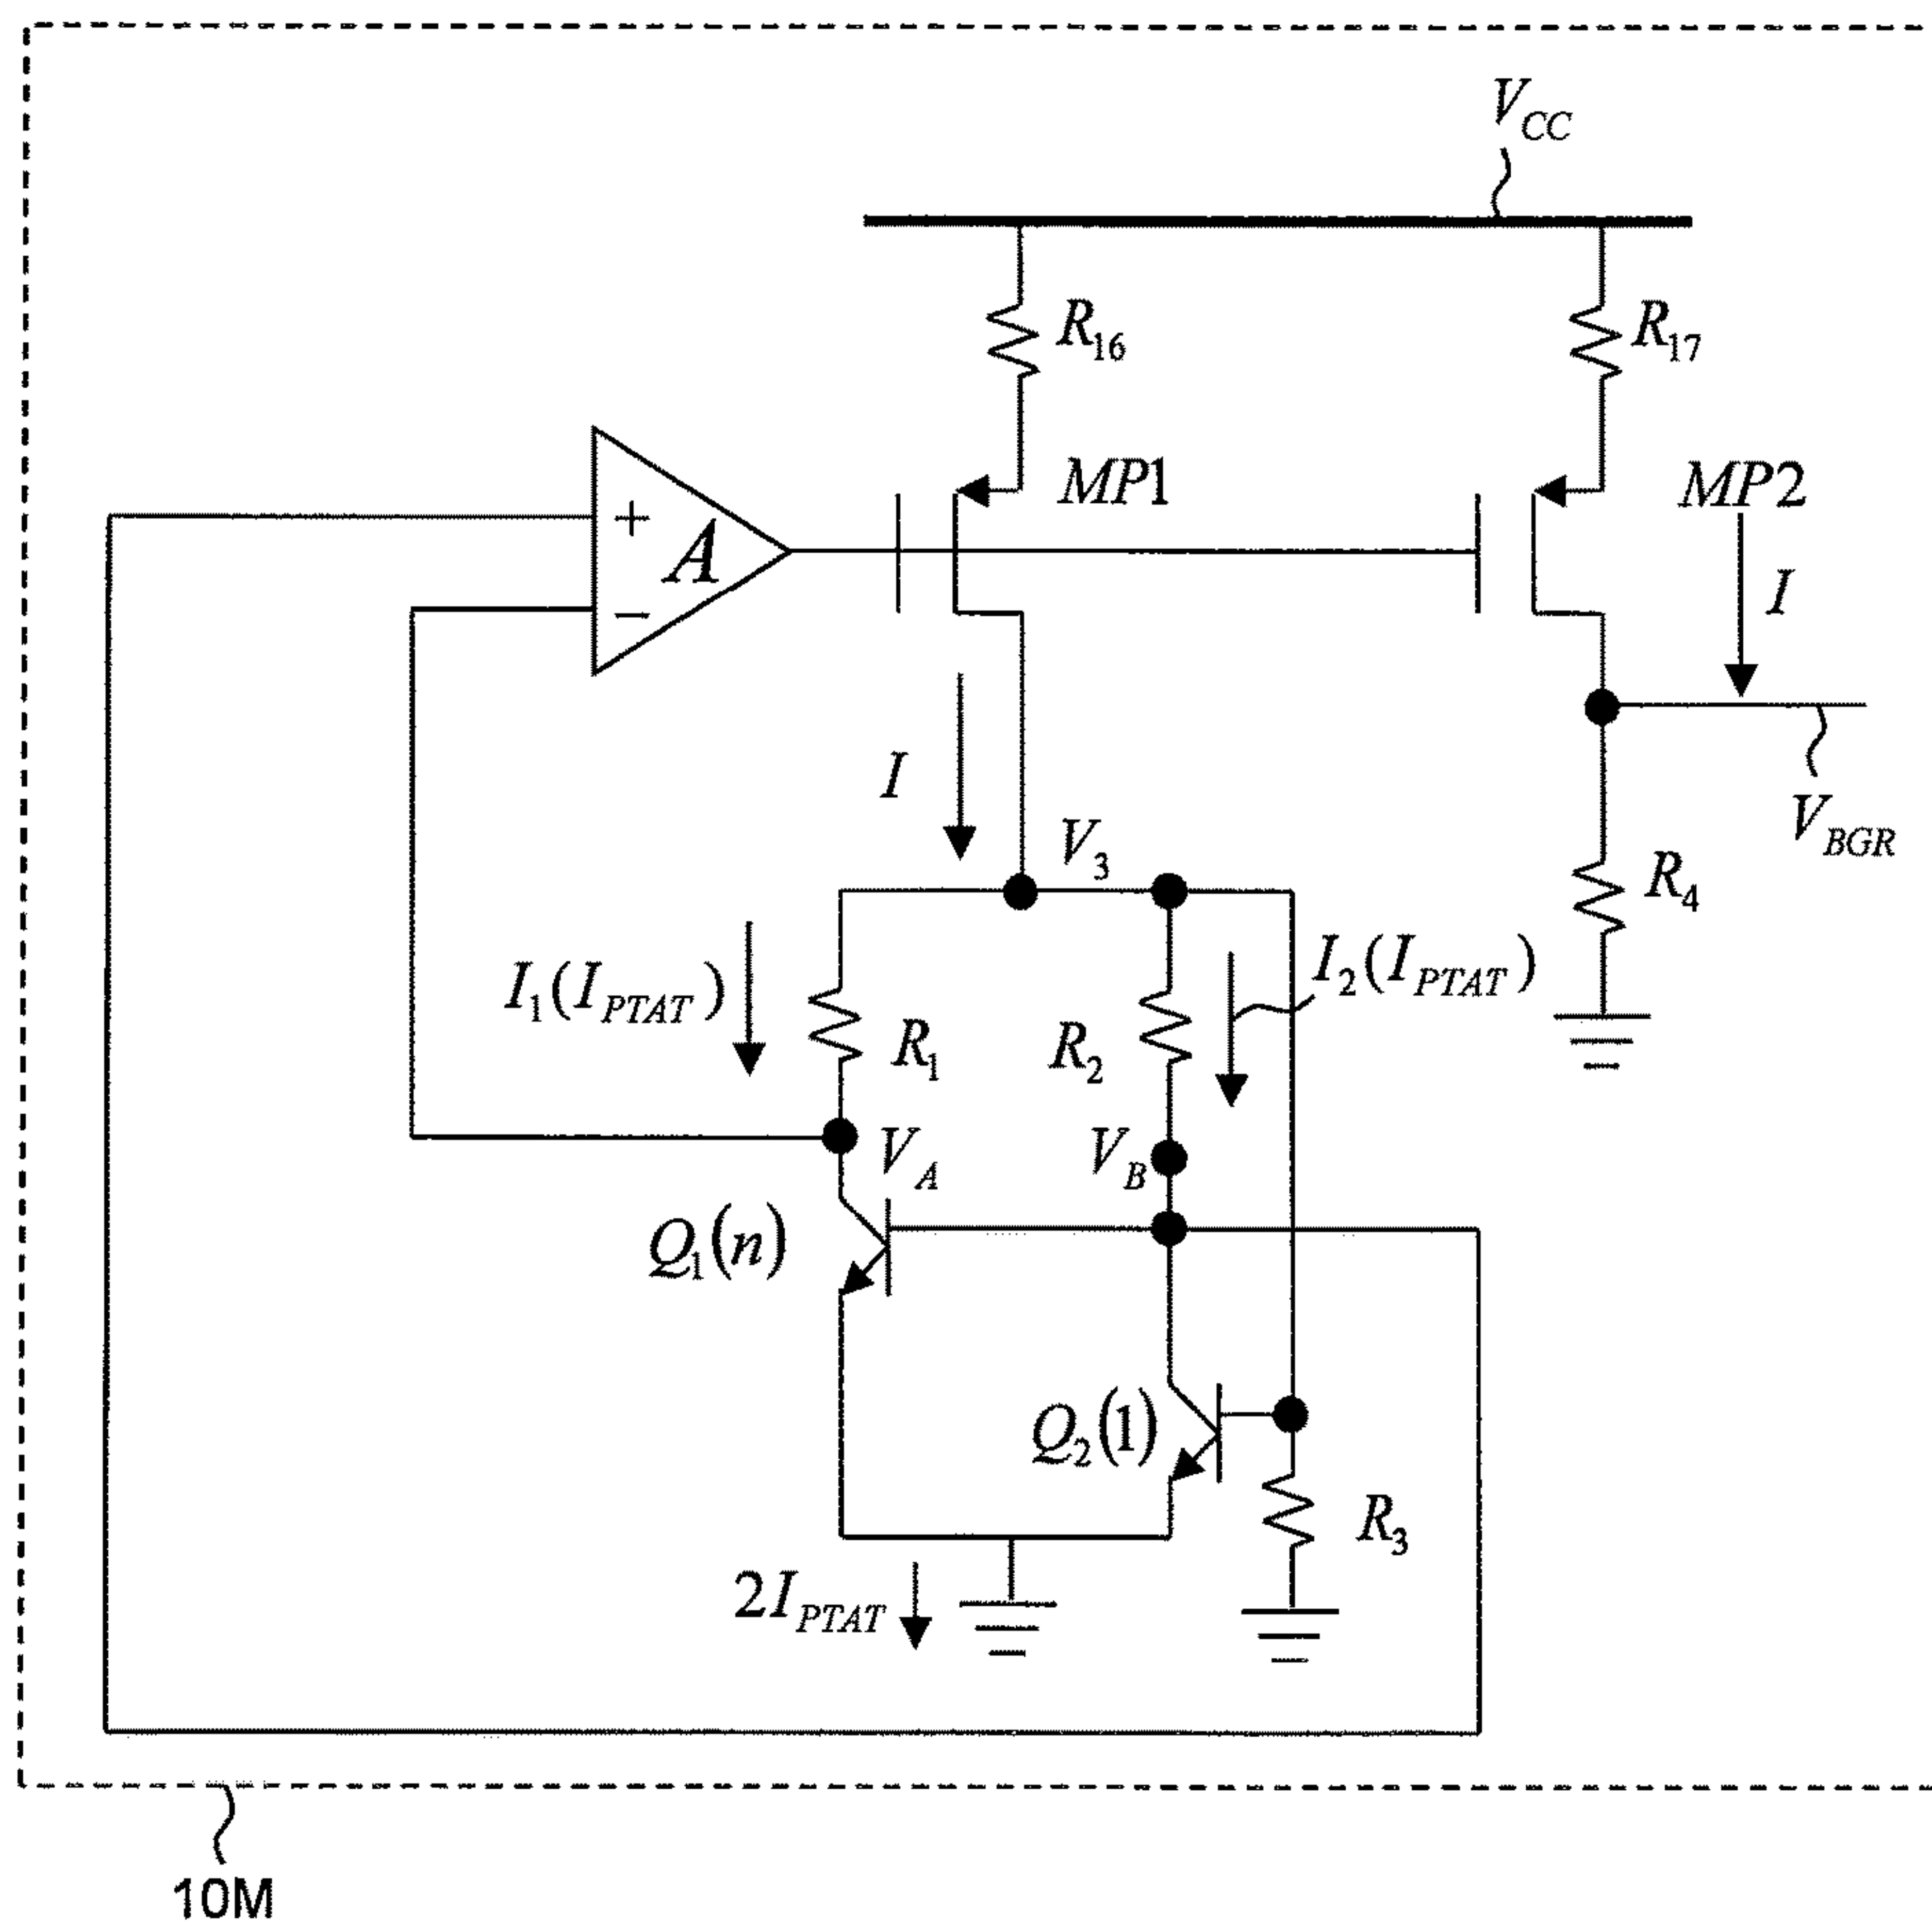 V_CC
R_16
R_17
MP1
MP2
+
A
−
I
I
V_3
V_BGR
R_4
I_1(I_PTAT)
I_2(I_PTAT)
R_1
R_2
V_A
V_B
Q_1(n)
Q_2(1)
R_3
2I_PTAT
10M